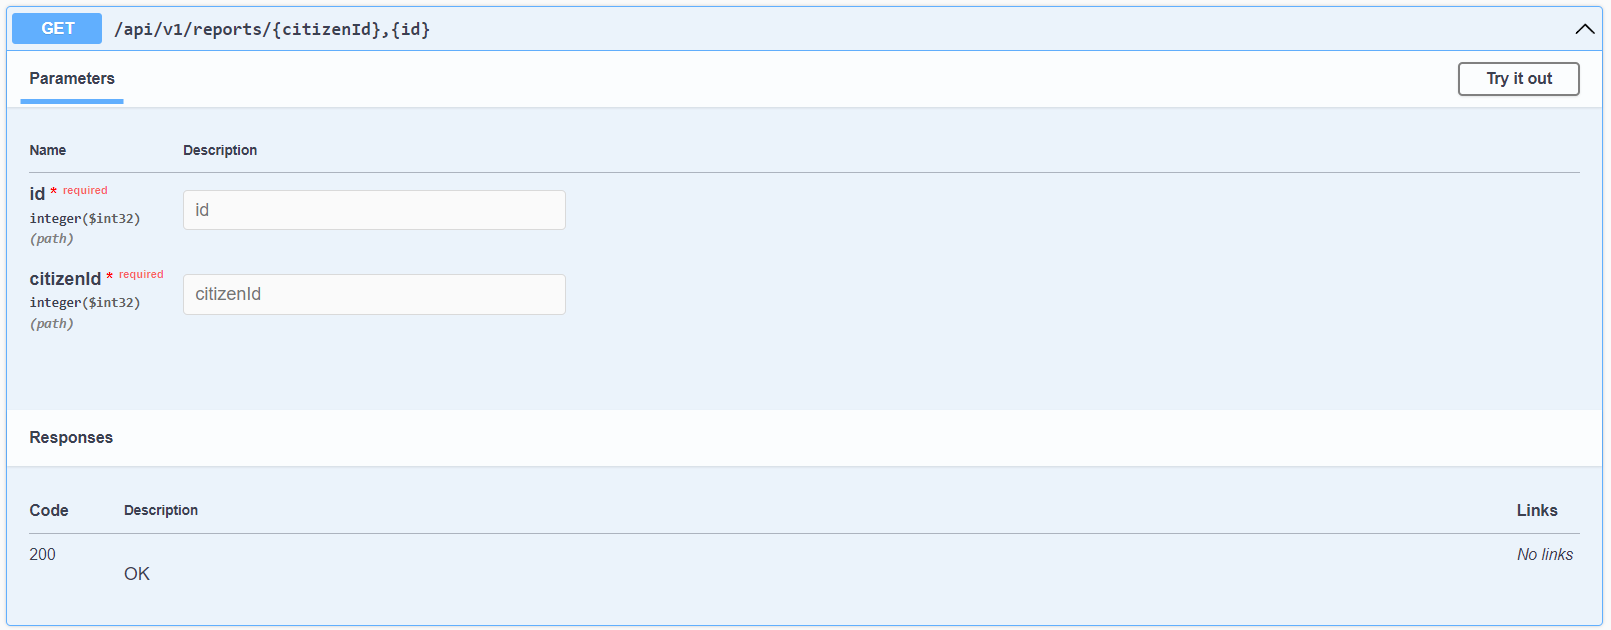 GET /api/v1/reports/{citizenId},{id}
Parameters
Try it out
Name Description
id * required
integer($int32)
(path)
id
citizenId * required
integer($int32)
(path)
citizenId
Responses
Code Description Links
200 No links
OK